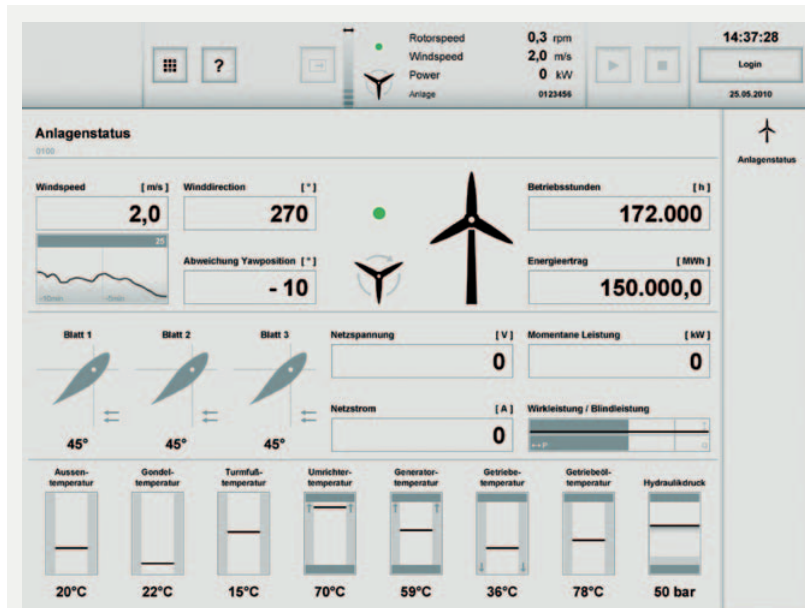 ?
Rotorspeed 0,3 rpm
Windspeed 2,0 m/s
Power 0 kW
Anlage 0123456
14:37:28
Login
25.05.2010
Anlagenstatus
0100
Anlagenstatus
Windspeed [ m/s ]
2,0
25
-10min -5min
Winddirection [ ° ]
270
Abweichung Yawposition [ ° ]
- 10
Betriebsstunden [ h ]
172.000
Energieertrag [ MWh ]
150.000,0
Blatt 1 Blatt 2 Blatt 3
45° 45° 45°
Netzspannung [ V ]
0
Momentane Leistung [ kW ]
0
Netzstrom [ A ]
0
Wirkleistung / Blindleistung
P
Q
Aussen-
temperatur
Gondel-
temperatur
Turmfuß-
temperatur
Umrichter-
temperatur
Generator-
temperatur
Getriebe-
temperatur
Getriebeöl-
temperatur
Hydraulikdruck
20°C 22°C 15°C 70°C 59°C 36°C 78°C 50 bar